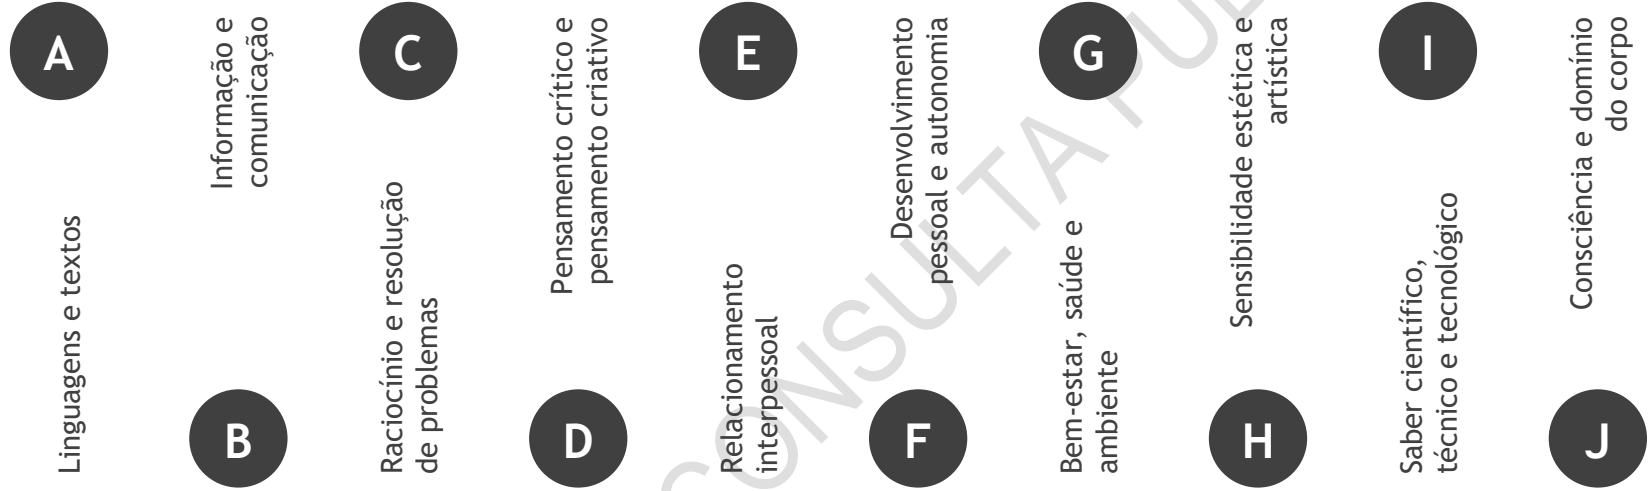 A
Linguagens e textos
Informação e
comunicação
B
C
Raciocínio e resolução
de problemas
Pensamento crítico e
pensamento criativo
D
E
Relacionamento
interpessoal
Desenvolvimento
pessoal e autonomia
F
G
Bem-estar, saúde e
ambiente
Sensibilidade estética e
artística
H
I
Saber científico,
técnico e tecnológico
Consciência e domínio
do corpo
J
CONSULTA PÚ